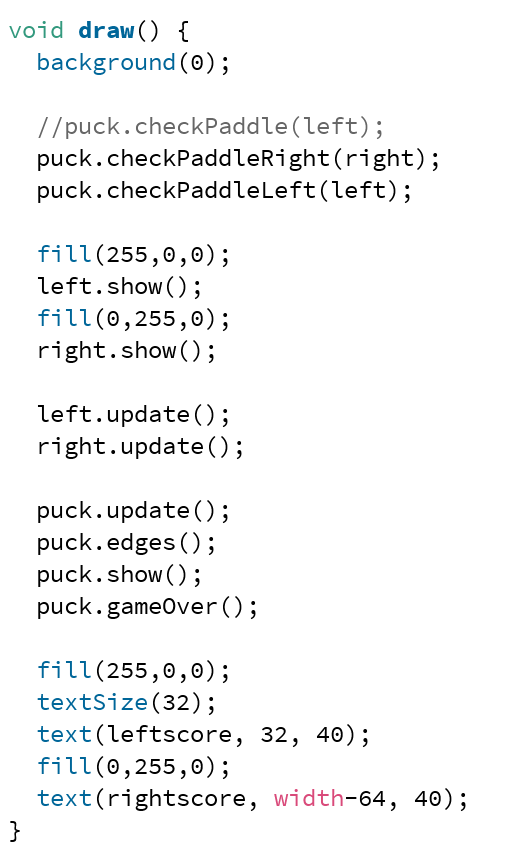 void draw() {
  background(0);

  //puck.checkPaddle(left);
  puck.checkPaddleRight(right);
  puck.checkPaddleLeft(left);

  fill(255,0,0);
  left.show();
  fill(0,255,0);
  right.show();

  left.update();
  right.update();

  puck.update();
  puck.edges();
  puck.show();
  puck.gameOver();

  fill(255,0,0);
  textSize(32);
  text(leftscore, 32, 40);
  fill(0,255,0);
  text(rightscore, width-64, 40);
}